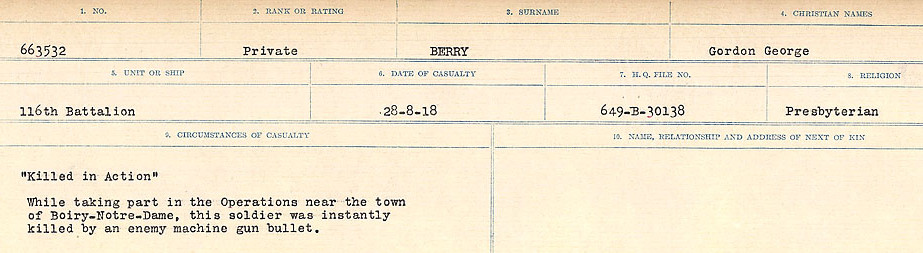 1. NO. 2. RANK OR RATING 3. SURNAME 4. CHRISTIAN NAMES
663532 Private BERRY Gordon George
5. UNIT OR SHIP 6. DATE OF CASUALTY 7. H.Q. FILE NO. 8. RELIGION
116th Battalion 28-8-18 649-B-30138 Presbyterian
9. CIRCUMSTANCES OF CASUALTY 10. NAME, RELATIONSHIP AND ADDRESS OF NEXT OF KIN
"Killed in Action"
While taking part in the Operations near the town
of Boiry-Notre-Dame, this soldier was instantly
killed by an enemy machine gun bullet.